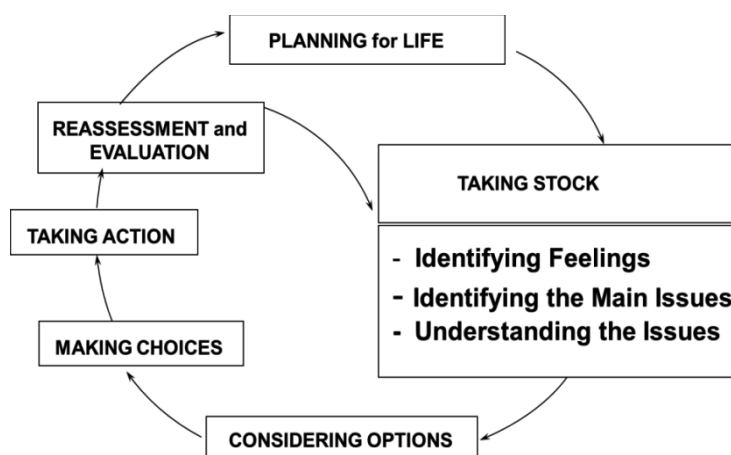 PLANNING for LIFE
REASSESSMENT and
EVALUATION
TAKING STOCK
TAKING ACTION
- Identifying Feelings
- Identifying the Main Issues
- Understanding the Issues
MAKING CHOICES
CONSIDERING OPTIONS